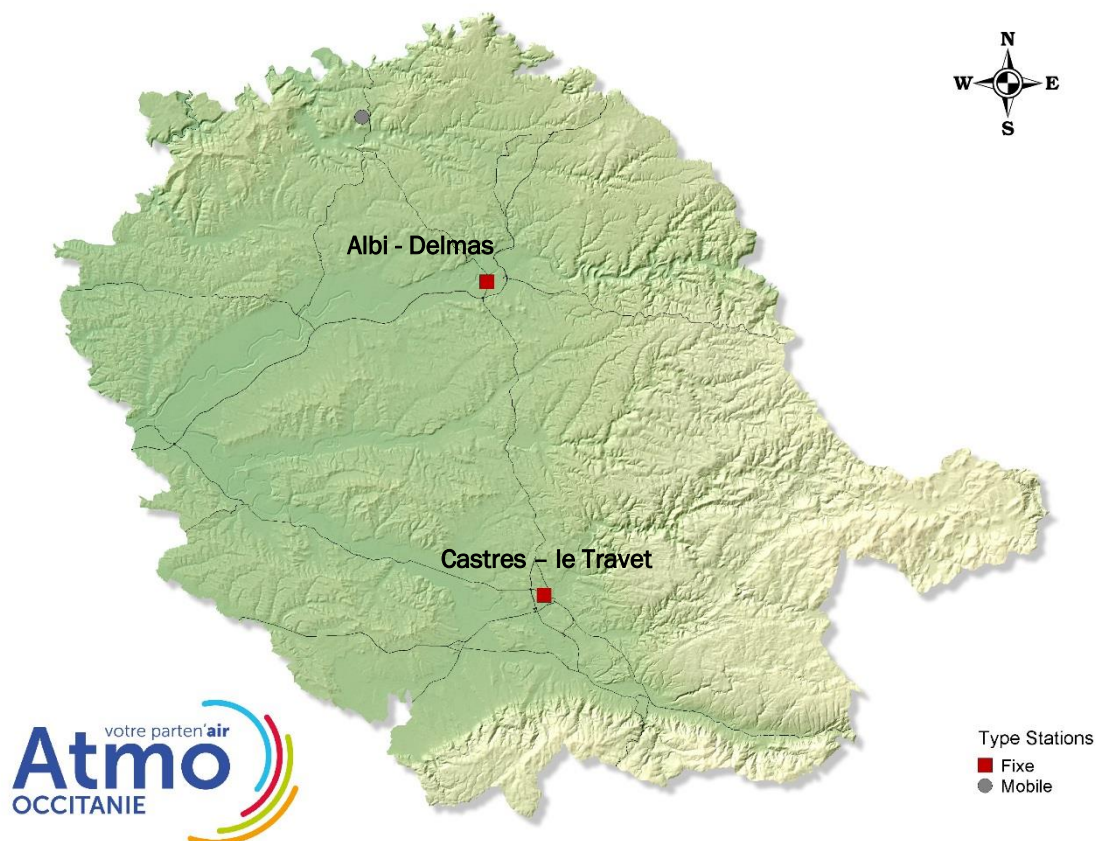 N
W E
S
Albi - Delmas
Castres – le Travet
votre parten'air
Atmo
OCCITANIE
Type Stations
Fixe
Mobile